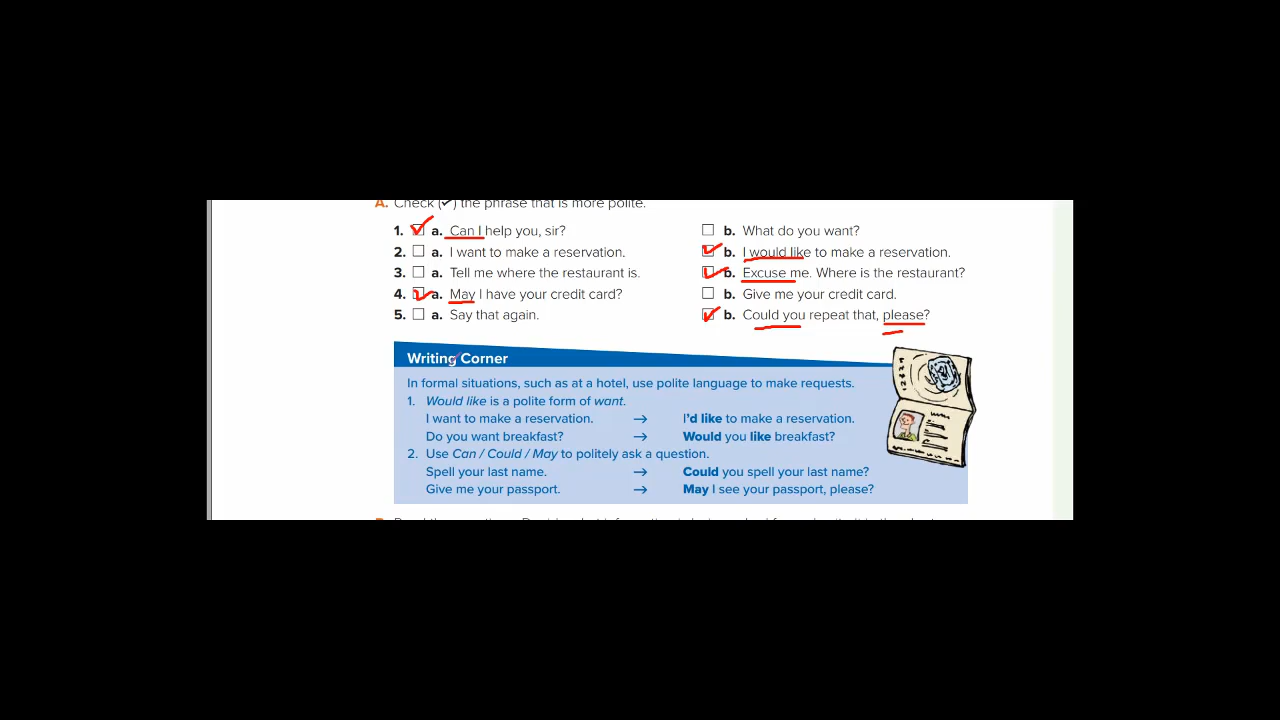 A. Check (✓) the phrase that is more polite.
1. a. Can I help you, sir? b. What do you want?
2. a. I want to make a reservation. b. I would like to make a reservation.
3. a. Tell me where the restaurant is. b. Excuse me. Where is the restaurant?
4. a. May I have your credit card? b. Give me your credit card.
5. a. Say that again. b. Could you repeat that, please?
Writing Corner
In formal situations, such as at a hotel, use polite language to make requests.
1. Would like is a polite form of want.
I want to make a reservation. → I'd like to make a reservation.
Do you want breakfast? → Would you like breakfast?
2. Use Can / Could / May to politely ask a question.
Spell your last name. → Could you spell your last name?
Give me your passport. → May I see your passport, please?